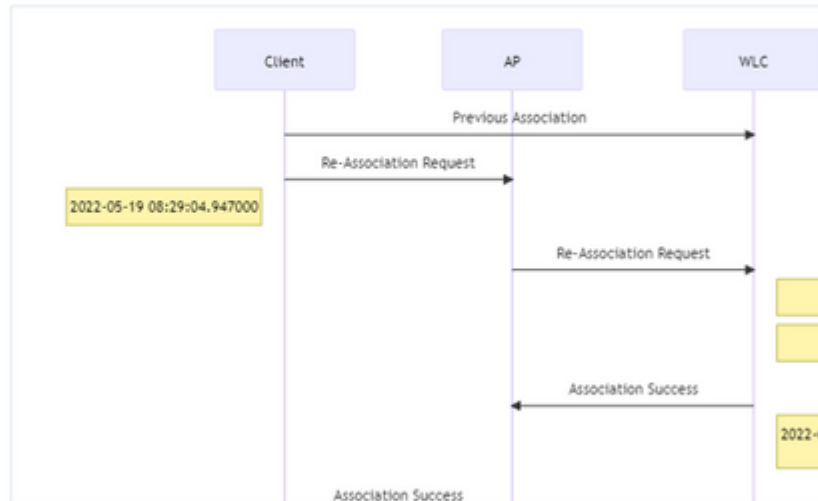 Client
AP
WLC
Previous Association
Re-Association Request
2022-05-19 08:29:04.947000
Re-Association Request
Association Success
2022-
Association Success